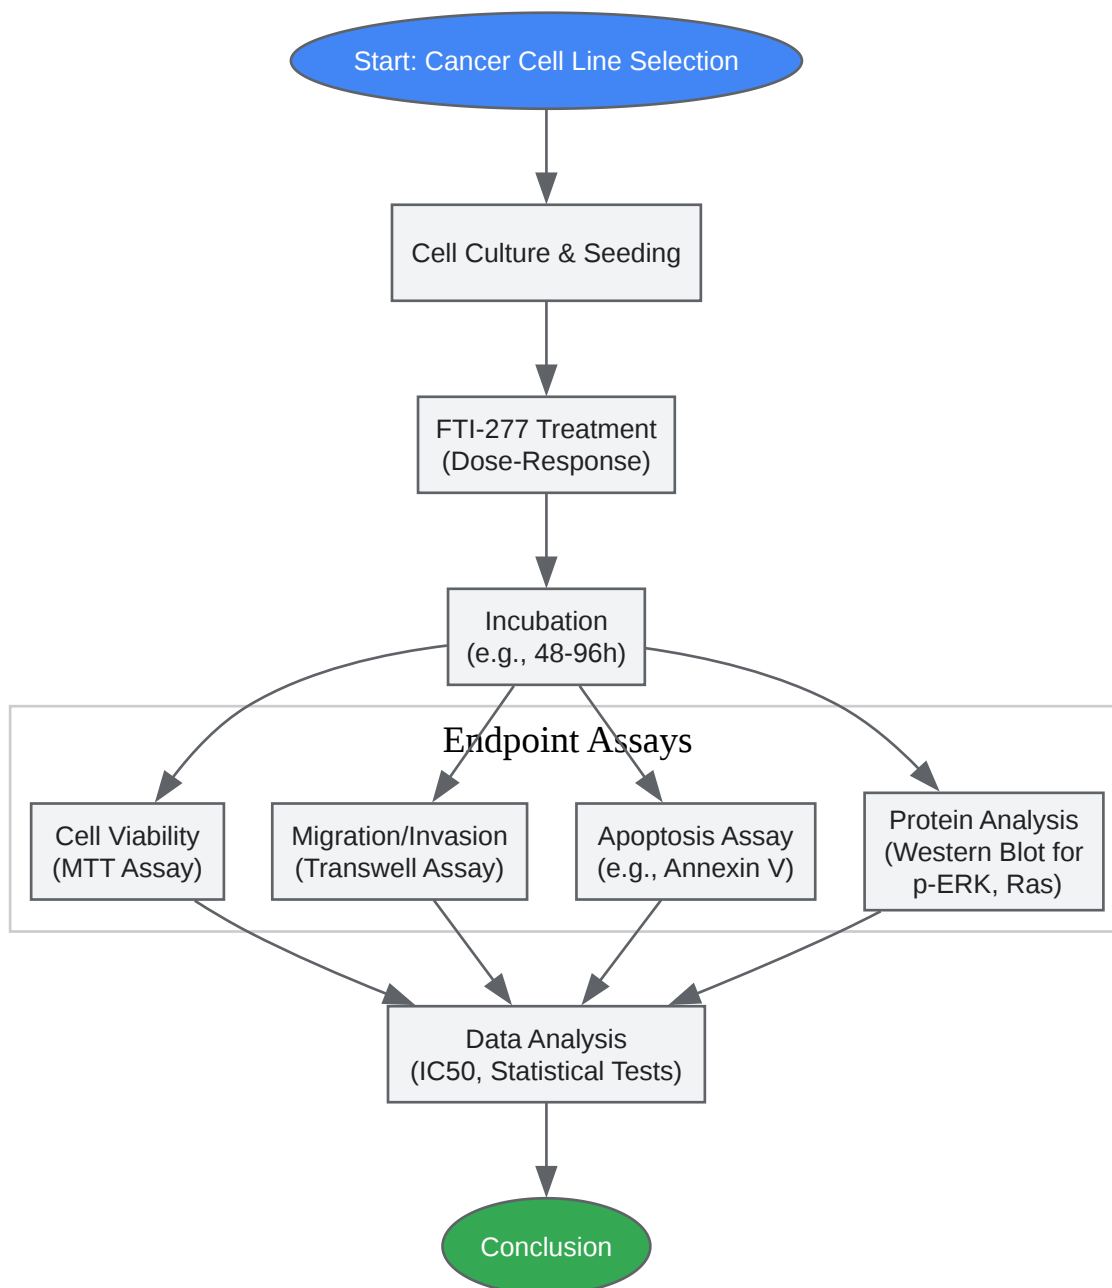 Start: Cancer Cell Line Selection
Cell Culture & Seeding
FTI-277 Treatment
(Dose-Response)
Incubation
(e.g., 48-96h)
Endpoint Assays
Cell Viability
(MTT Assay)
Migration/Invasion
(Transwell Assay)
Apoptosis Assay
(e.g., Annexin V)
Protein Analysis
(Western Blot for
p-ERK, Ras)
Data Analysis
(IC50, Statistical Tests)
Conclusion